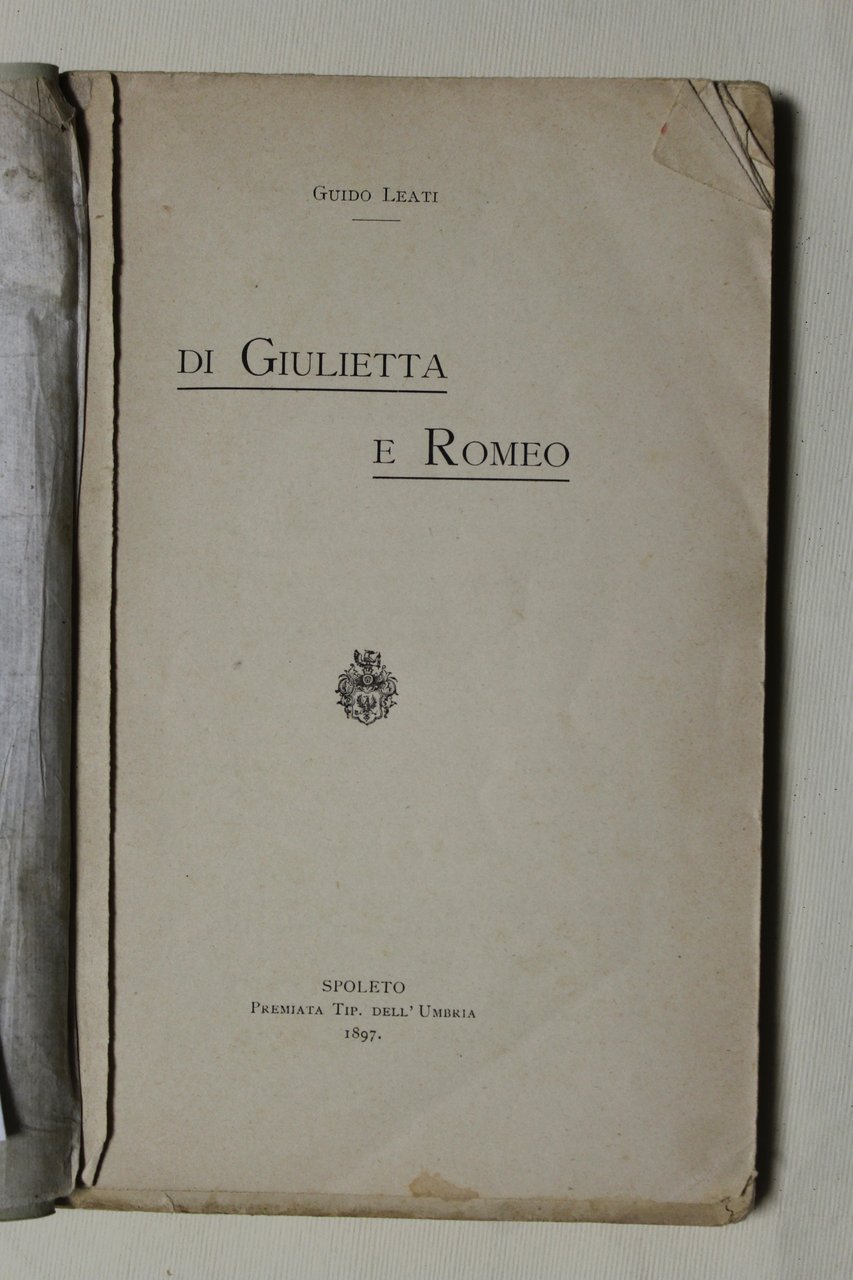 Guido Leati
di Giulietta
e Romeo
SPOLETO
Premiata Tip. dell' Umbria
1897.